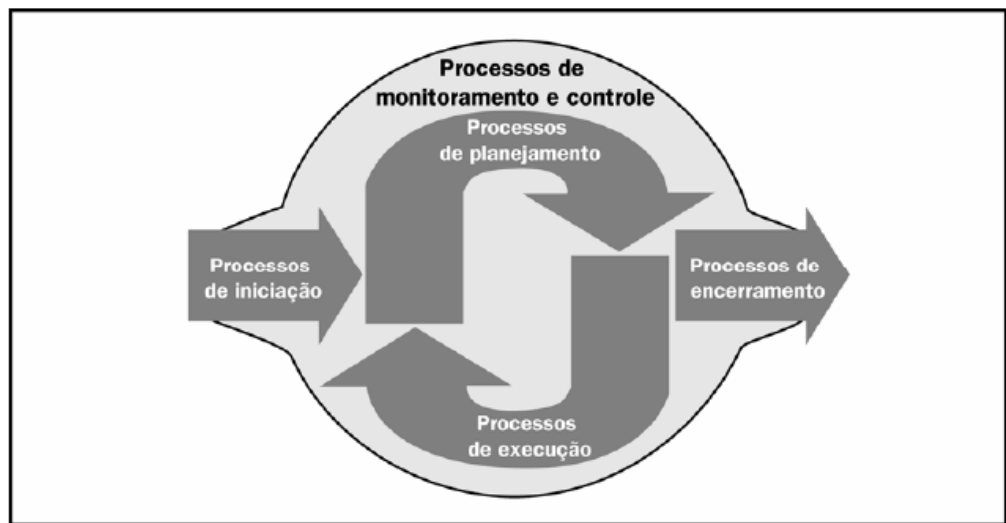 Processos de
monitoramento e controle
Processos
de planejamento
Processos
de iniciação
Processos de
encerramento
Processos
de execução